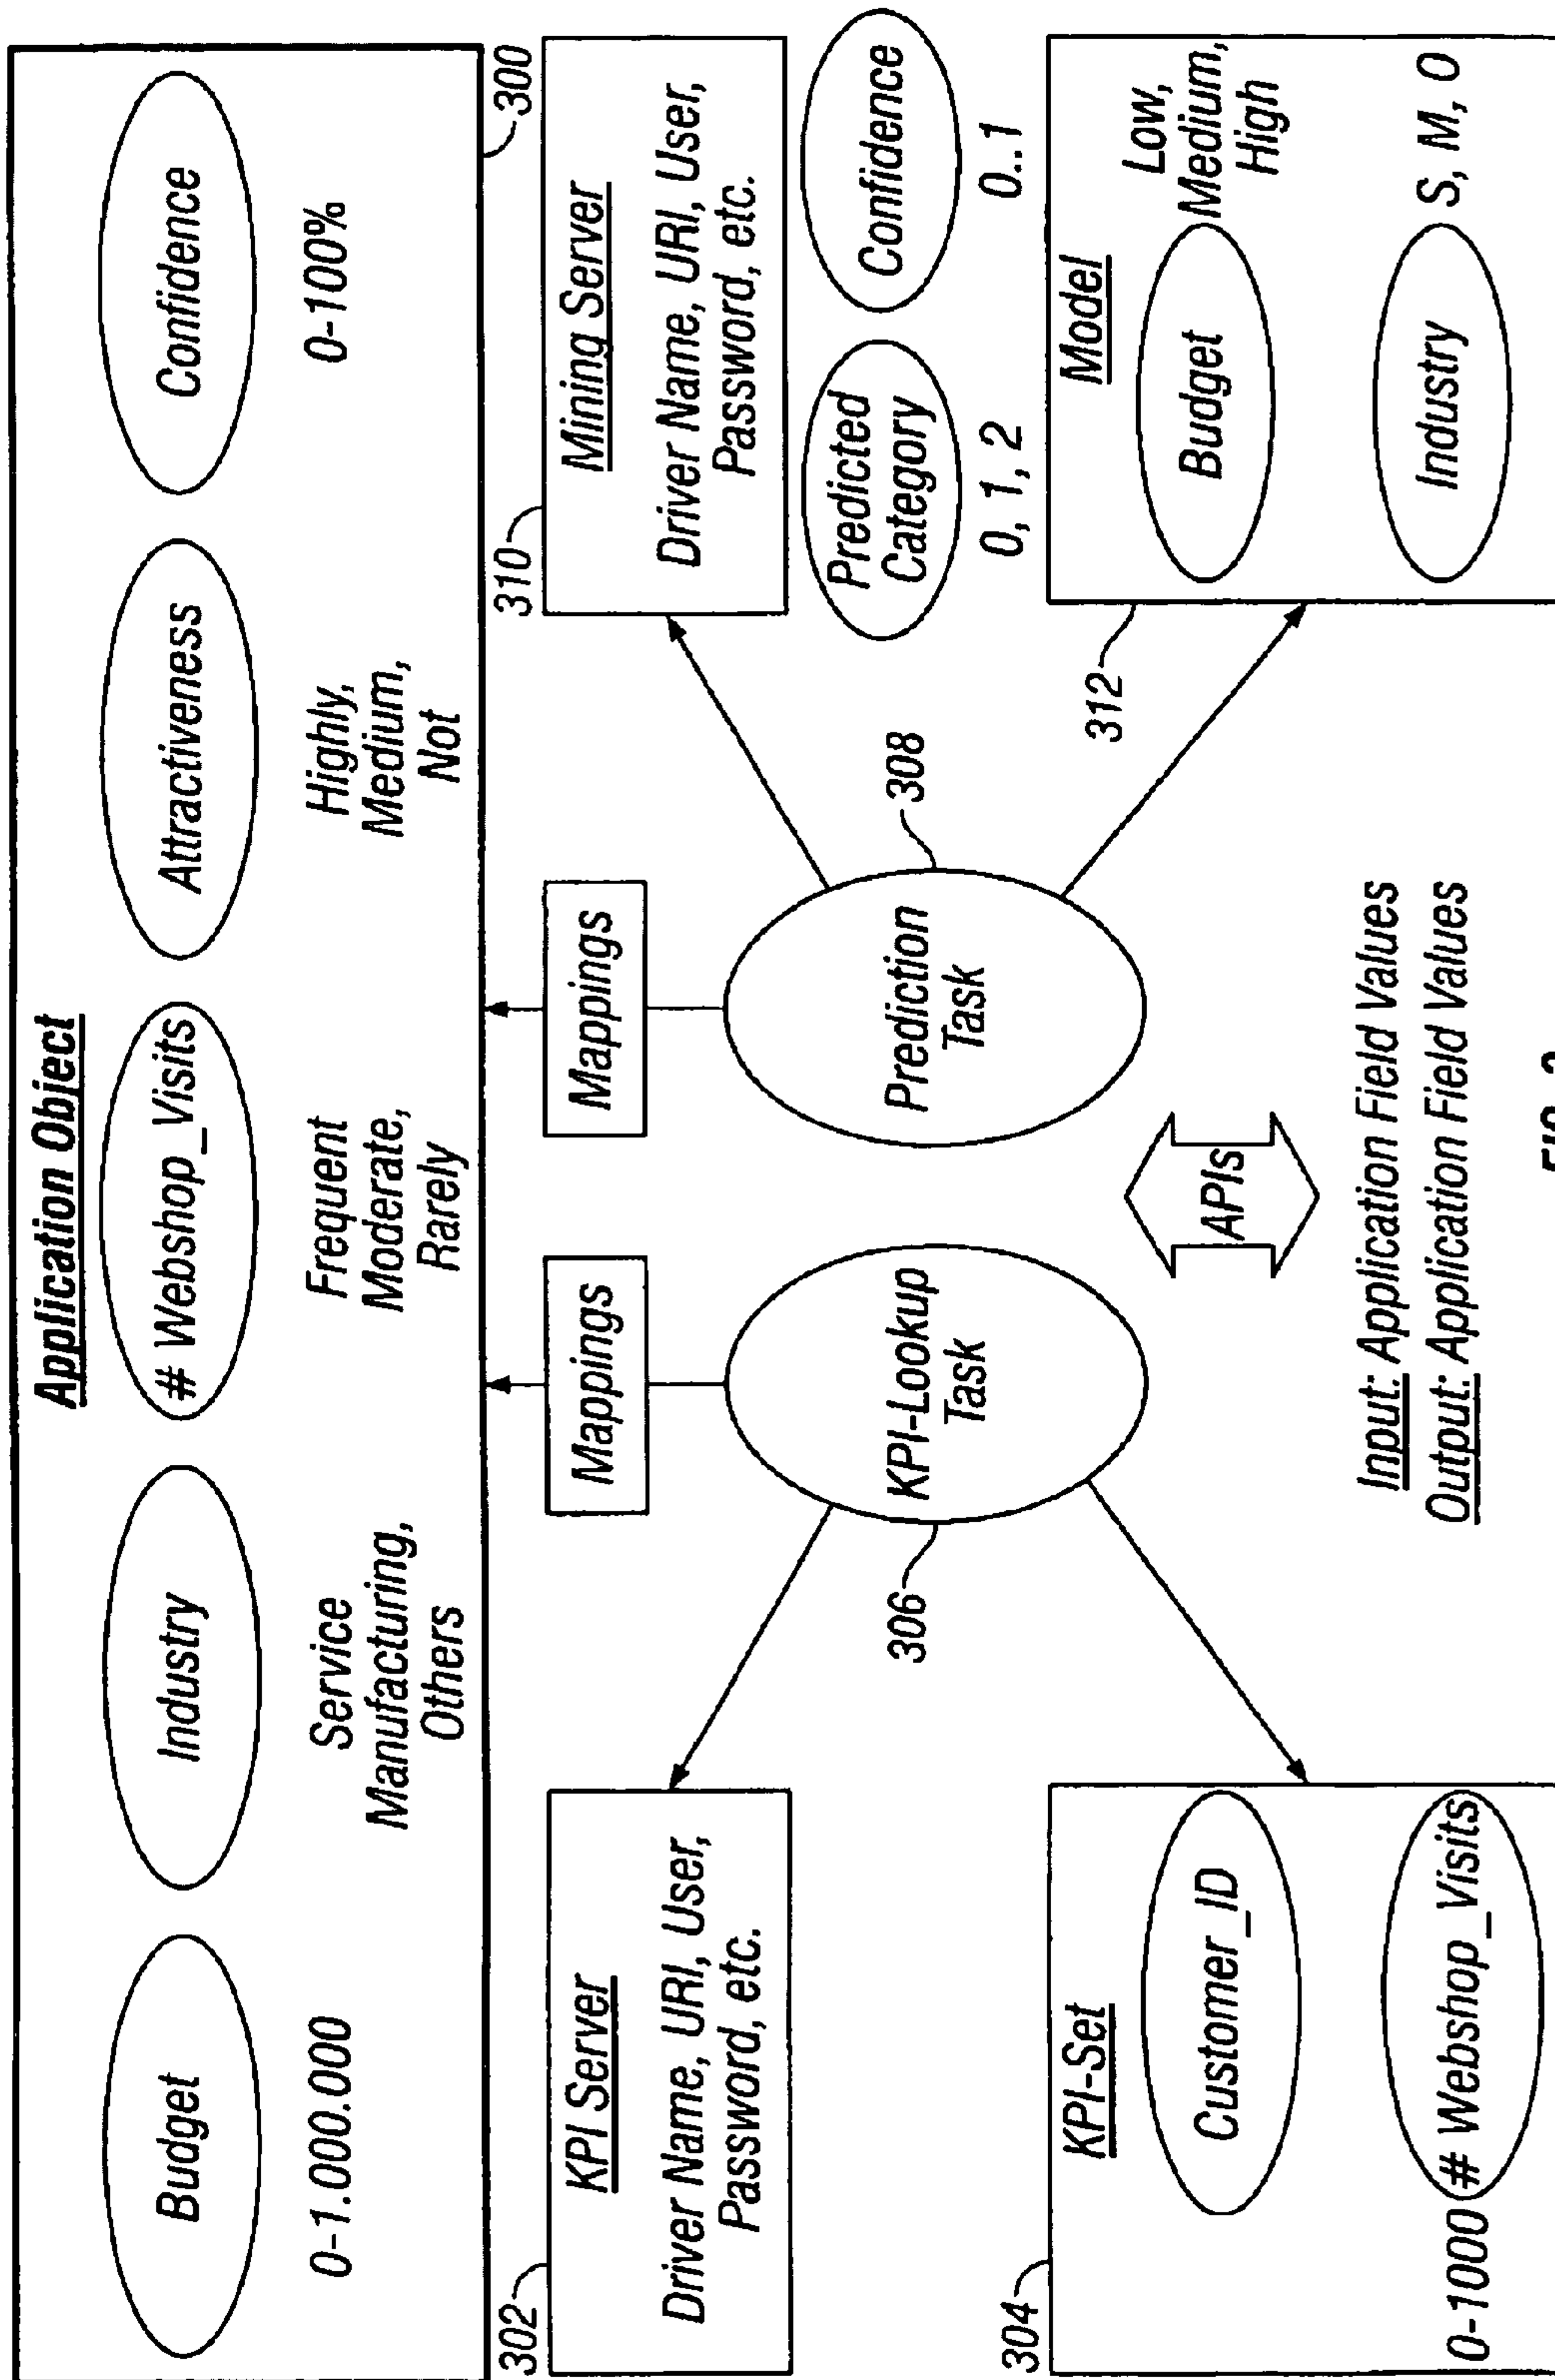 Application Object
Budget
Industry
# Webshop_Visits
Attractiveness
Confidence
0-1.000.000
Service
Manufacturing,
Others
Frequent
Moderate,
Rarely
Highly,
Medium,
Not
0-100%
300
302
KPI Server
Driver Name, URI, User,
Password, etc.
Mappings
Mappings
310
Mining Server
Driver Name, URI, User,
Password, etc.
306
KPI-Lookup
Task
Prediction
Task
308
Predicted
Category
Confidence
0, 1, 2
0..1
304
KPI-Set
Customer_ID
0-1000
# Webshop_Visits
APIs
Input: Application Field Values
Output: Application Field Values
312
Model
Budget
Low,
Medium,
High
Industry
S, M, O